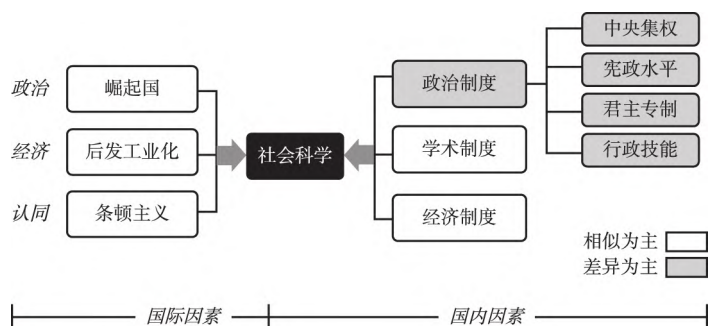 政治
崛起国
经济
后发工业化
认同
条顿主义
社会科学
政治制度
学术制度
经济制度
中央集权
宪政水平
君主专制
行政技能
相似为主
差异为主
国际因素
国内因素